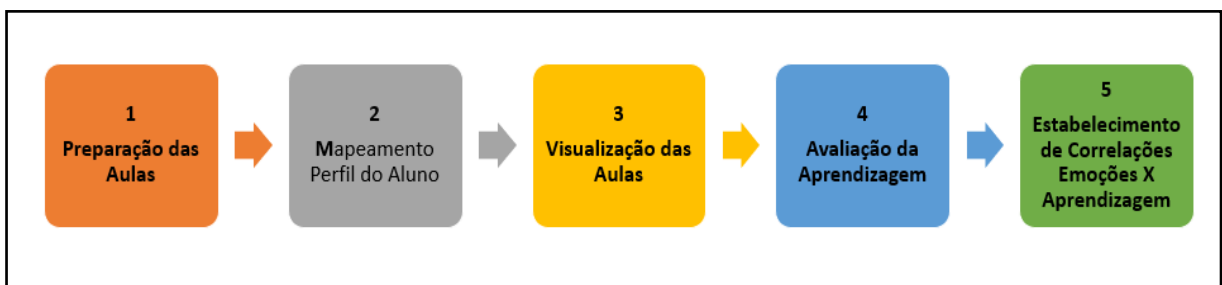 1
Preparação das
Aulas
2
Mapeamento
Perfil do Aluno
3
Visualização das
Aulas
4
Avaliação da
Aprendizagem
5
Estabelecimento
de Correlações
Emoções X
Aprendizagem